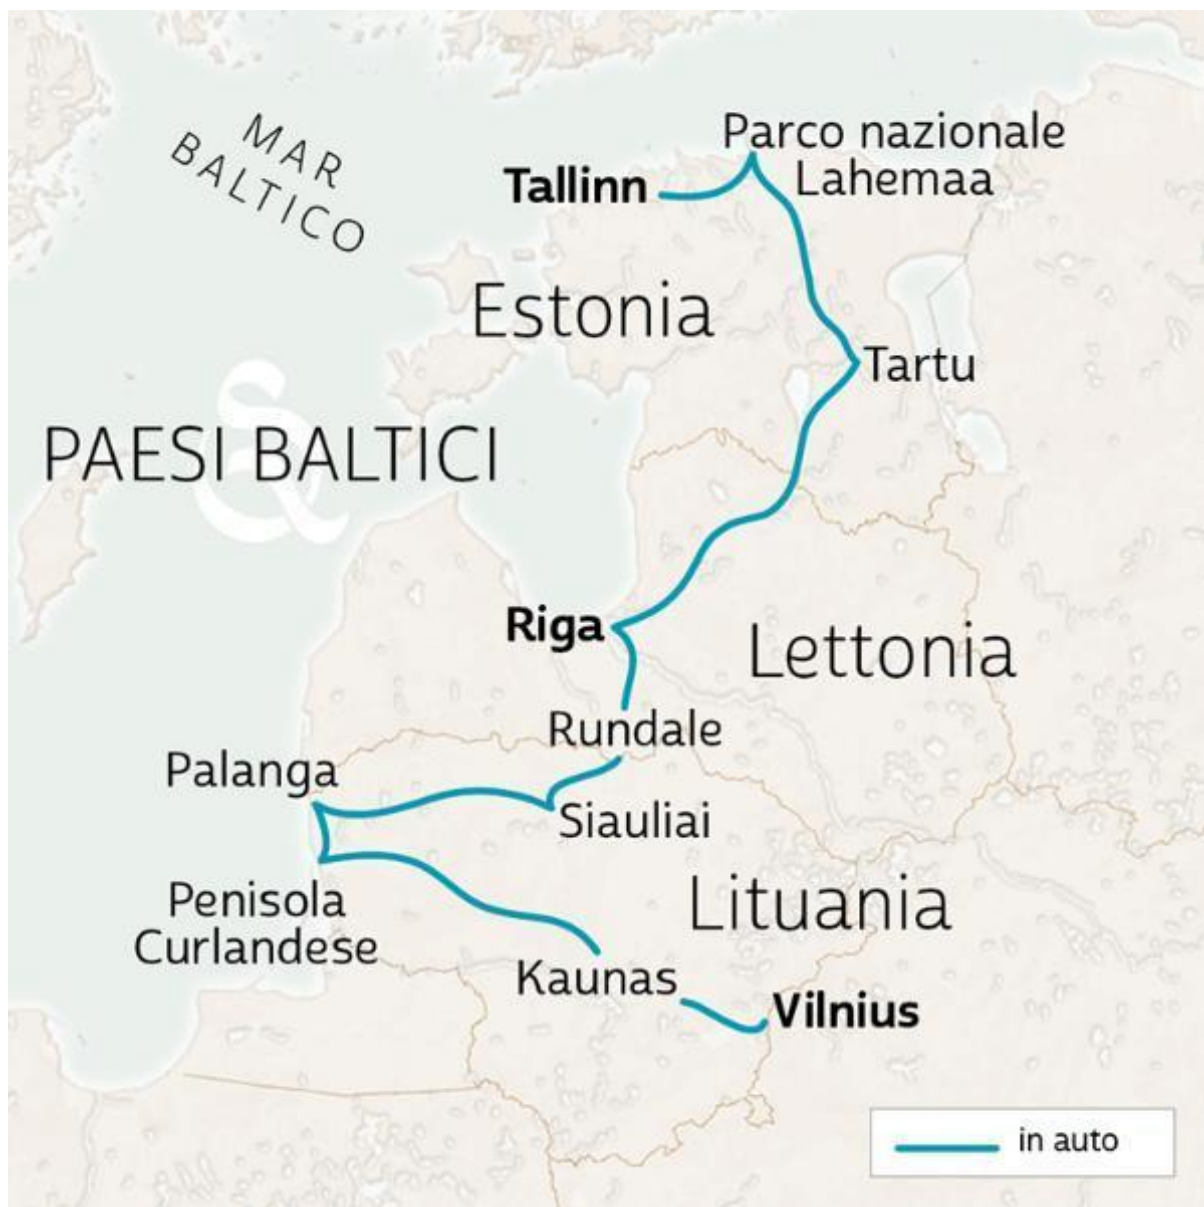 MAR
BALTICO
Parco nazionale
Lahemaa
Tallinn
Estonia
Tartu
PAESI BALTICI
&
Riga
Lettonia
Rundale
Palanga
Siauliai
Lituania
Penisola
Curlandese
Kaunas
Vilnius
in auto